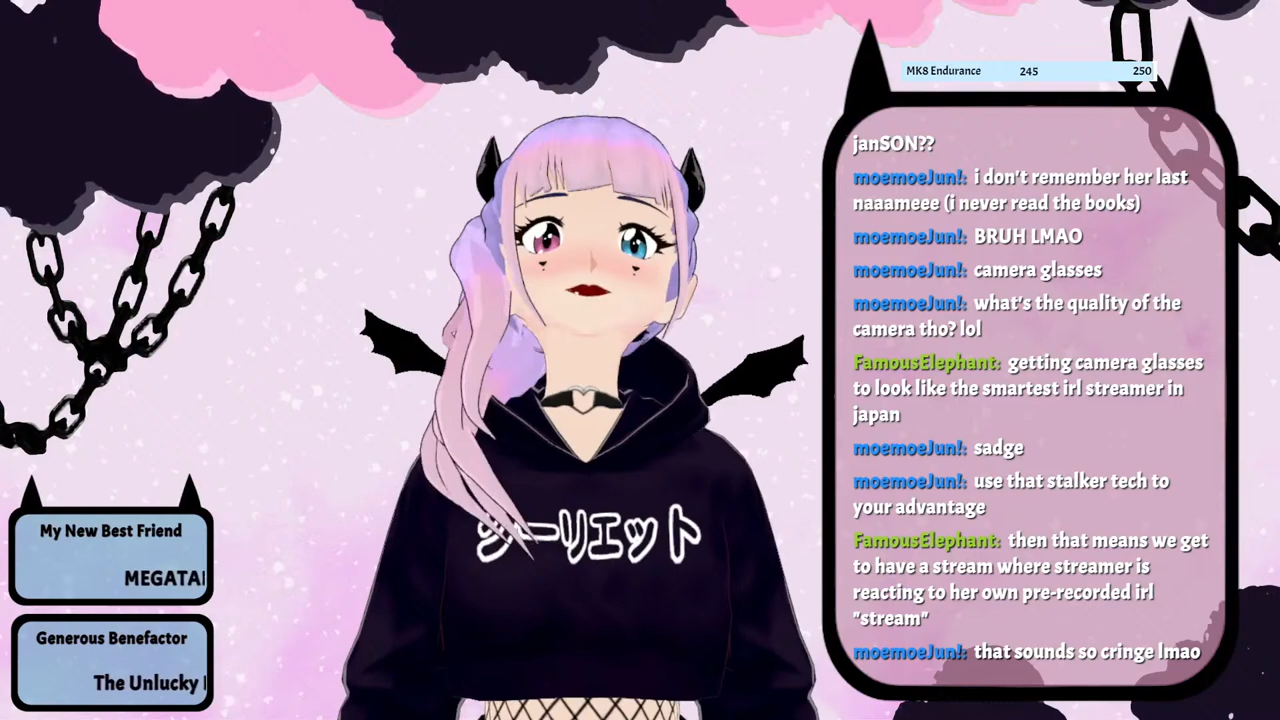 MK8 Endurance 245 250
janSON??
moemoeJun!: i don't remember her last
naaameee (i never read the books)
moemoeJun!: BRUH LMAO
moemoeJun!: camera glasses
moemoeJun!: what's the quality of the
camera tho? lol
FamousElephant: getting camera glasses
to look like the smartest irl streamer in
japan
moemoeJun!: sadge
moemoeJun!: use that stalker tech to
your advantage
FamousElephant: then that means we get
to have a stream where streamer is
reacting to her own pre-recorded irl
"stream"
moemoeJun!: that sounds so cringe lmao
ジーリエット
My New Best Friend
MEGATA
Generous Benefactor
The Unlucky